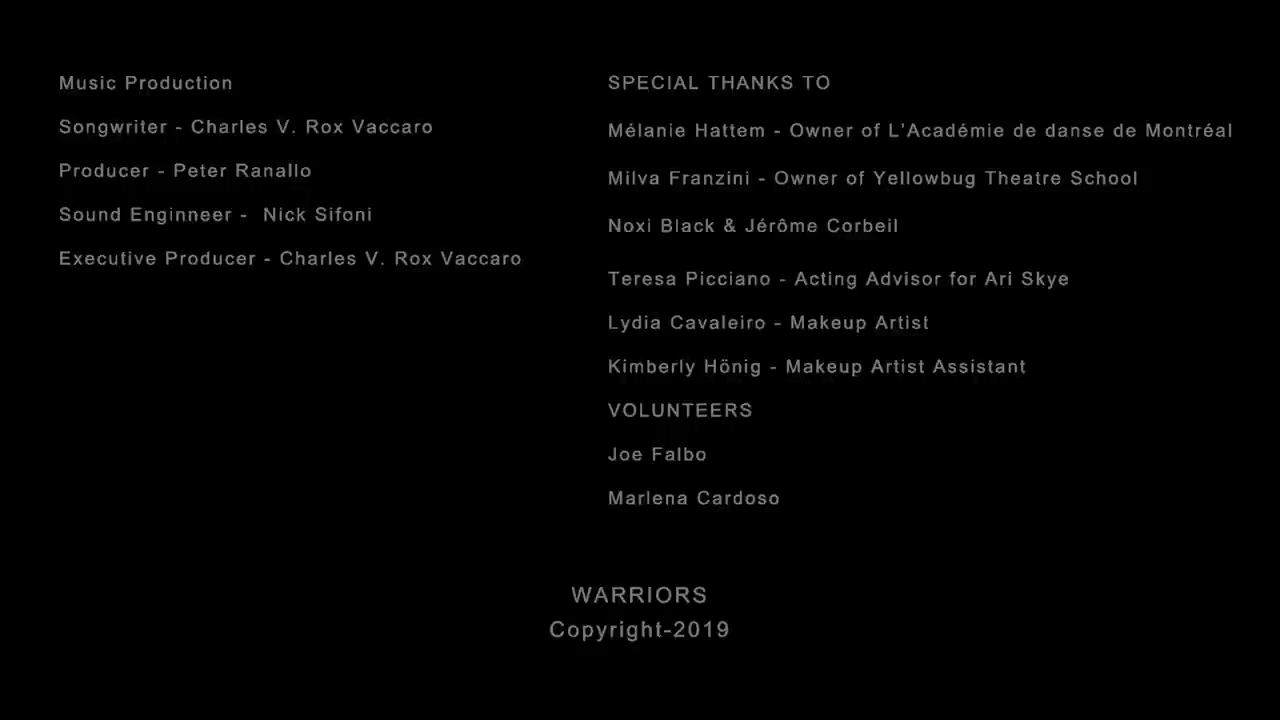 Music Production
Songwriter - Charles V. Rox Vaccaro
Producer - Peter Ranallo
Sound Enginneer -  Nick Sifoni
Executive Producer - Charles V. Rox Vaccaro
SPECIAL THANKS TO
Mélanie Hattem - Owner of L’Académie de danse de Montréal
Milva Franzini - Owner of Yellowbug Theatre School
Noxi Black & Jérôme Corbeil
Teresa Picciano - Acting Advisor for Ari Skye
Lydia Cavaleiro - Makeup Artist
Kimberly Hönig - Makeup Artist Assistant
VOLUNTEERS
Joe Falbo
Marlena Cardoso
WARRIORS
Copyright-2019